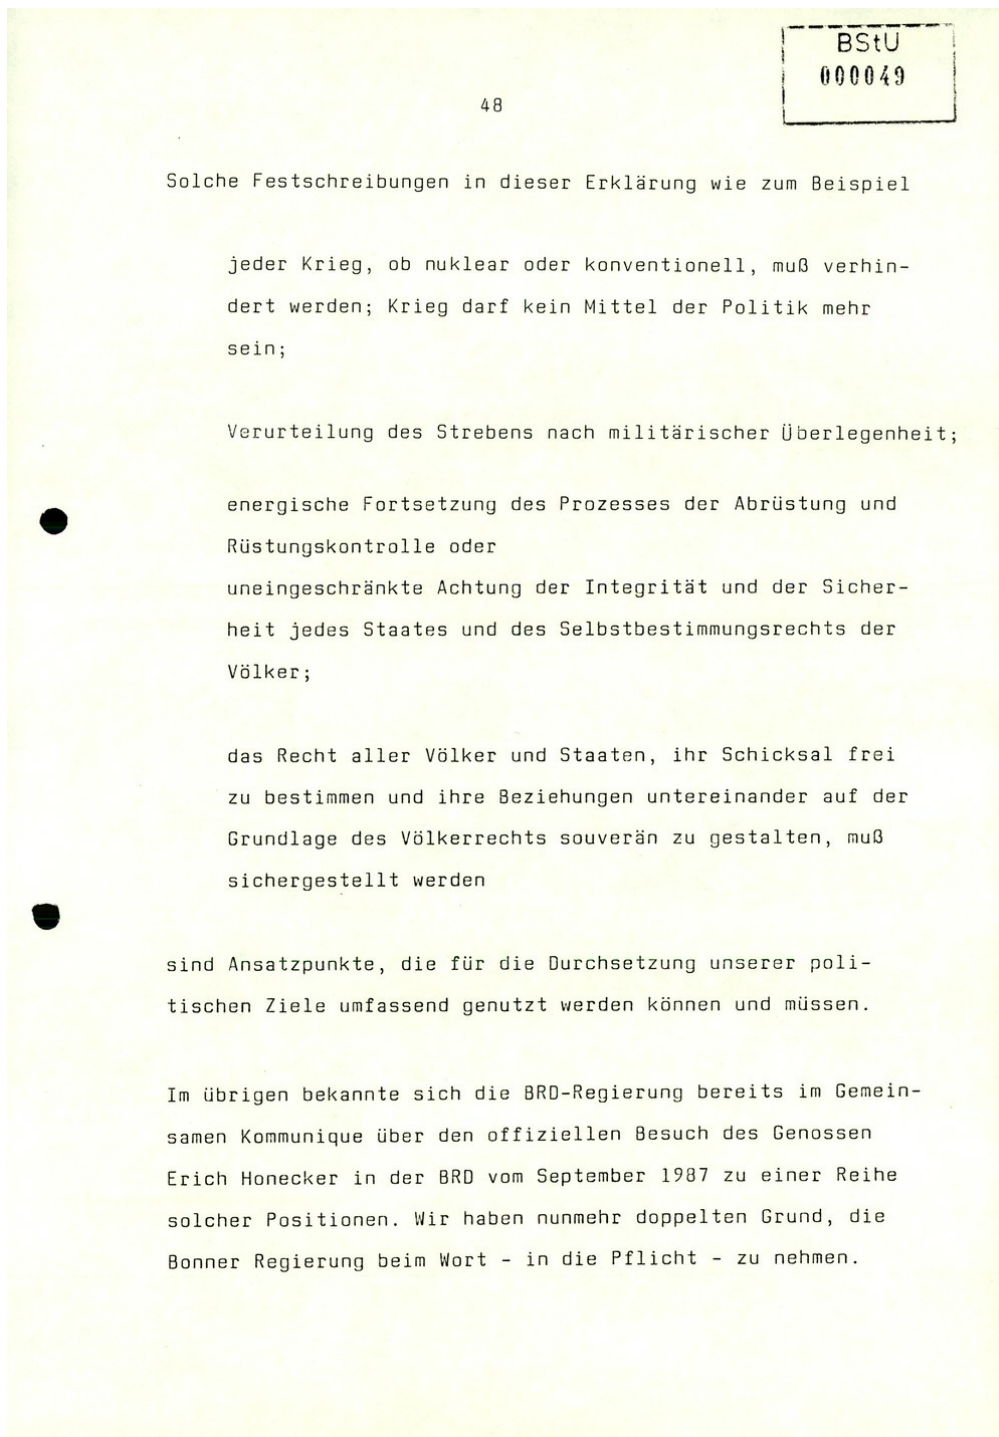 BStU
000049
48
Solche Festschreibungen in dieser Erklärung wie zum Beispiel
jeder Krieg, ob nuklear oder konventionell, muß verhin-
dert werden; Krieg darf kein Mittel der Politik mehr
sein;
Verurteilung des Strebens nach militärischer Überlegenheit;
energische Fortsetzung des Prozesses der Abrüstung und
Rüstungskontrolle oder
uneingeschränkte Achtung der Integrität und der Sicher-
heit jedes Staates und des Selbstbestimmungsrechts der
Völker;
das Recht aller Völker und Staaten, ihr Schicksal frei
zu bestimmen und ihre Beziehungen untereinander auf der
Grundlage des Völkerrechts souverän zu gestalten, muß
sichergestellt werden
sind Ansatzpunkte, die für die Durchsetzung unserer poli-
tischen Ziele umfassend genutzt werden können und müssen.
Im übrigen bekannte sich die BRD-Regierung bereits im Gemein-
samen Kommunique über den offiziellen Besuch des Genossen
Erich Honecker in der BRD vom September 1987 zu einer Reihe
solcher Positionen. Wir haben nunmehr doppelten Grund, die
Bonner Regierung beim Wort - in die Pflicht - zu nehmen.